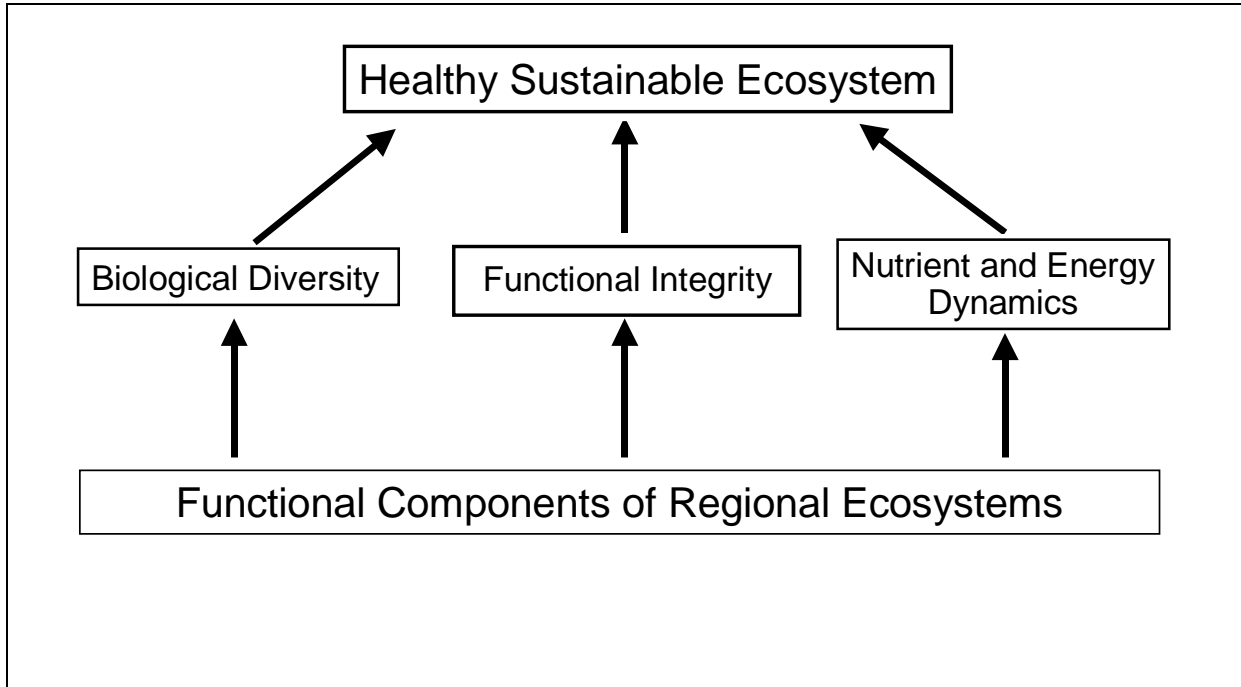 Healthy Sustainable Ecosystem
Biological Diversity
Functional Integrity
Nutrient and Energy
Dynamics
Functional Components of Regional Ecosystems